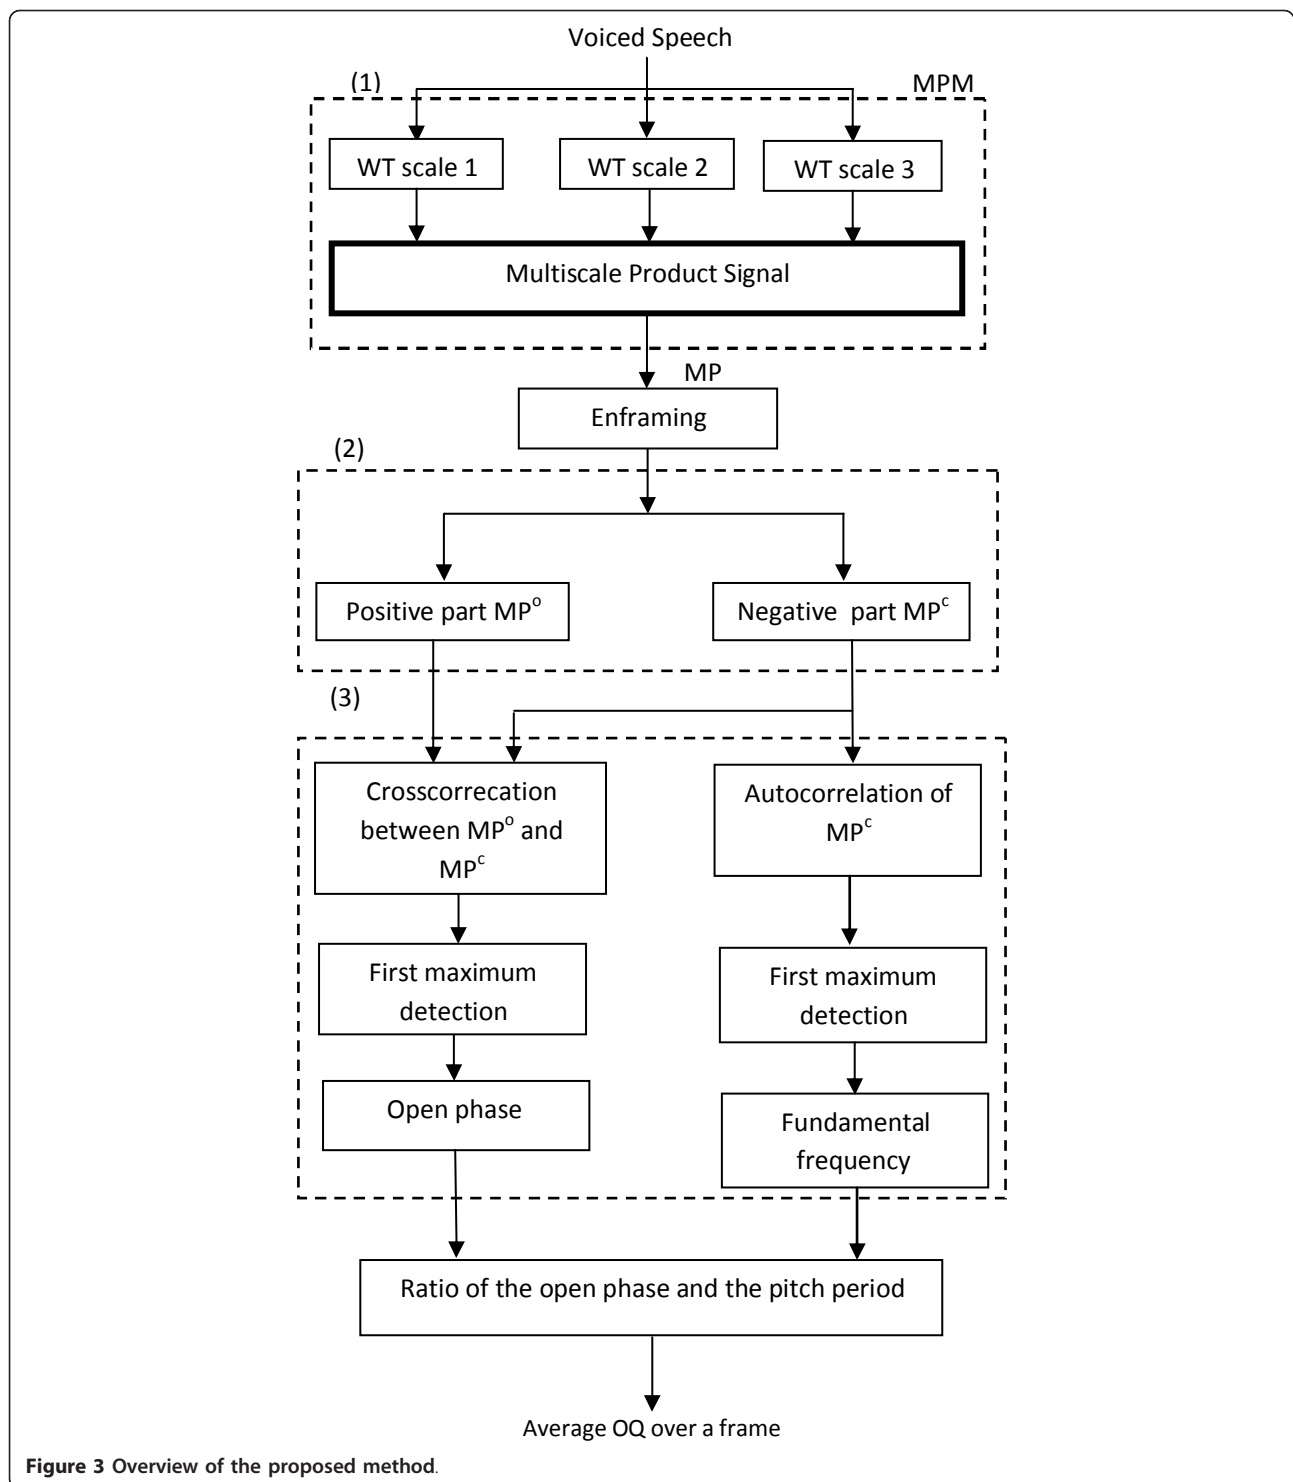 Voiced Speech
(1)
MPM
WT scale 1
WT scale 2
WT scale 3
Multiscale Product Signal
MP
Enframing
(2)
Positive part MP^o
Negative part MP^c
(3)
Crosscorrecation
between MP^o and
MP^c
Autocorrelation of
MP^c
First maximum
detection
First maximum
detection
Open phase
Fundamental
frequency
Ratio of the open phase and the pitch period
Average OQ over a frame
Figure 3 Overview of the proposed method.